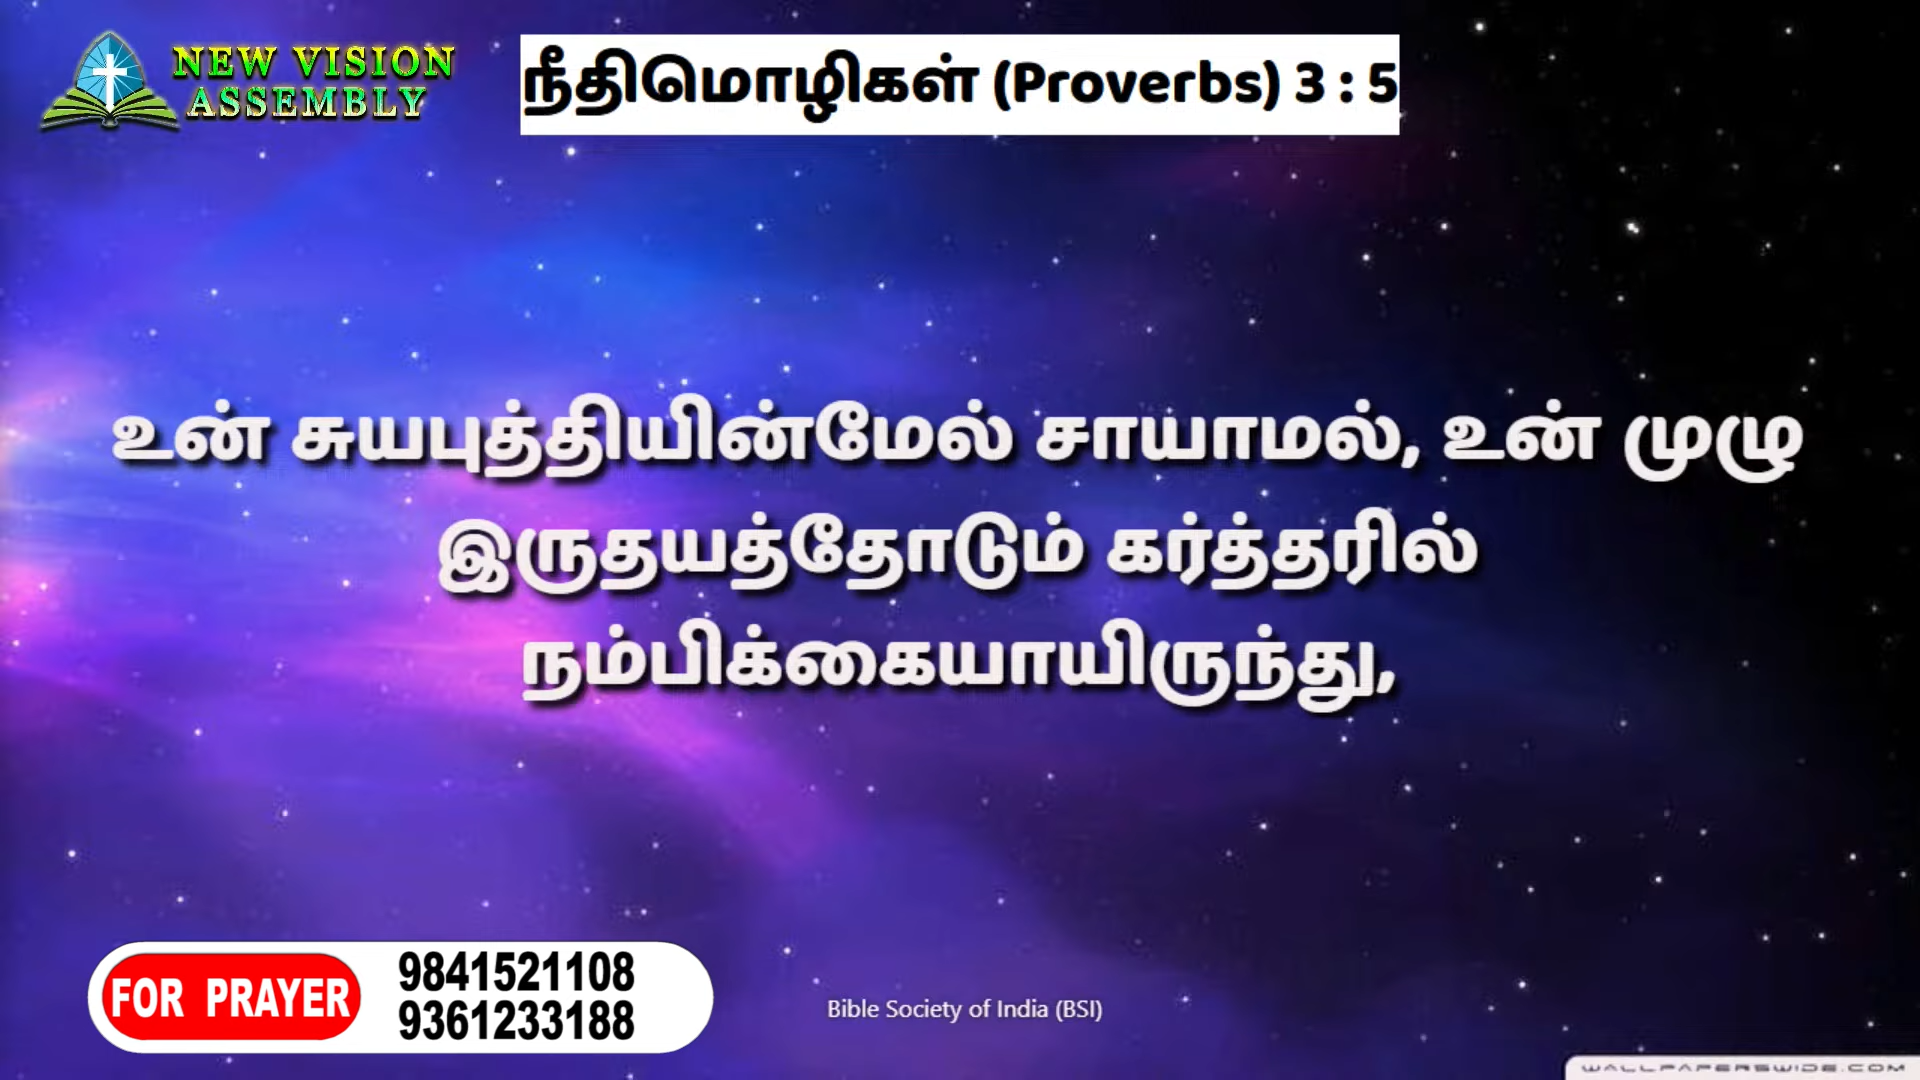 NEW VISION
ASSEMBLY
நீதிமொழிகள் (Proverbs) 3 : 5
உன் சுயபுத்தியின்மேல் சாயாமல், உன் முழு
இருதயத்தோடும் கர்த்தரில்
நம்பிக்கையாயிருந்து,
FOR PRAYER
9841521108
9361233188
Bible Society of India (BSI)
WALLPAPERSWIDE.COM